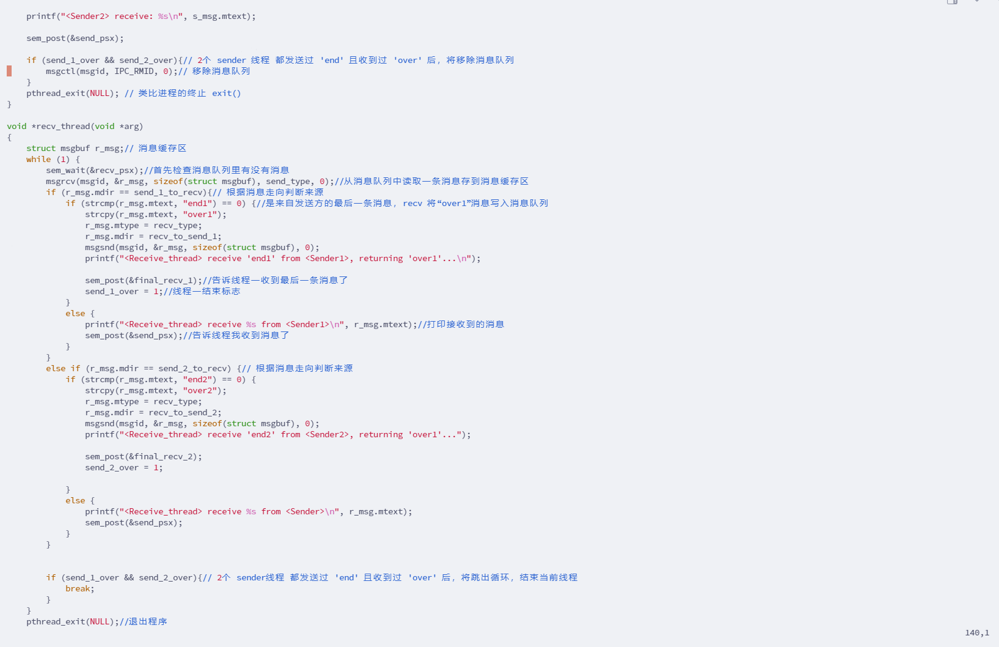 printf("<Sender2> receive: %s\n", s_msg.mtext);

    sem_post(&send_psx);

    if (send_1_over && send_2_over){// 2个 sender 线程 都发送过 'end' 且收到过 'over' 后，将移除消息队列
        msgctl(msgid, IPC_RMID, 0);// 移除消息队列
    }
    pthread_exit(NULL); // 类比进程的终止 exit()
}

void *recv_thread(void *arg)
{
    struct msgbuf r_msg;// 消息缓存区
    while (1) {
        sem_wait(&recv_psx);//首先检查消息队列里有没有消息
        msgrcv(msgid, &r_msg, sizeof(struct msgbuf), send_type, 0);//从消息队列中读取一条消息存到消息缓存区
        if (r_msg.mdir == send_1_to_recv){// 根据消息走向判断来源
            if (strcmp(r_msg.mtext, "end1") == 0) {//是来自发送方的最后一条消息，recv 将“over1”消息写入消息队列
                strcpy(r_msg.mtext, "over1");
                r_msg.mtype = recv_type;
                r_msg.mdir = recv_to_send_1;
                msgsnd(msgid, &r_msg, sizeof(struct msgbuf), 0);
                printf("<Receive_thread> receive 'end1' from <Sender1>, returning 'over1'...\n");

                sem_post(&final_recv_1);//告诉线程一收到最后一条消息了
                send_1_over = 1;//线程一结束标志
            }
            else {
                printf("<Receive_thread> receive %s from <Sender1>\n", r_msg.mtext);//打印接收到的消息
                sem_post(&send_psx);//告诉线程我收到消息了
            }
        }
        else if (r_msg.mdir == send_2_to_recv) {// 根据消息走向判断来源
            if (strcmp(r_msg.mtext, "end2") == 0) {
                strcpy(r_msg.mtext, "over2");
                r_msg.mtype = recv_type;
                r_msg.mdir = recv_to_send_2;
                msgsnd(msgid, &r_msg, sizeof(struct msgbuf), 0);
                printf("<Receive_thread> receive 'end2' from <Sender2>, returning 'over1'...");

                sem_post(&final_recv_2);
                send_2_over = 1;

            }
            else {
                printf("<Receive_thread> receive %s from <Sender>\n", r_msg.mtext);
                sem_post(&send_psx);
            }
        }


        if (send_1_over && send_2_over){// 2个 sender线程 都发送过 'end' 且收到过 'over' 后，将跳出循环，结束当前线程
            break;
        }
    }
    pthread_exit(NULL);//退出程序
140,1